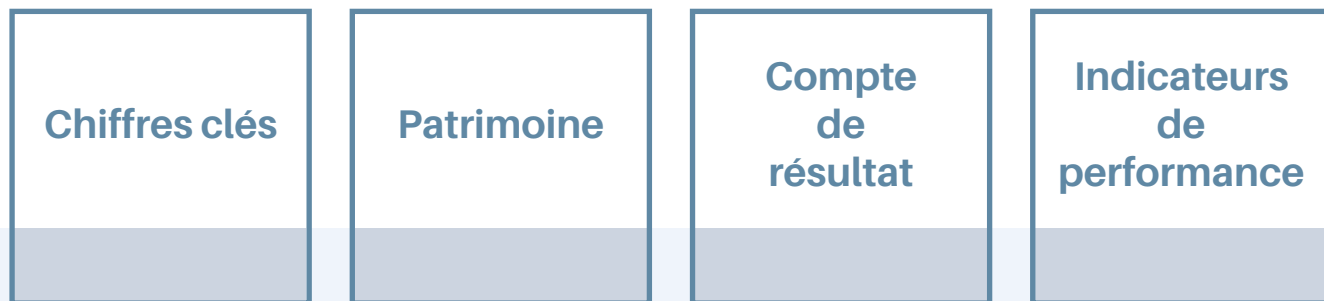 Chiffres clés
Patrimoine
Compte
de
résultat
Indicateurs
de
performance